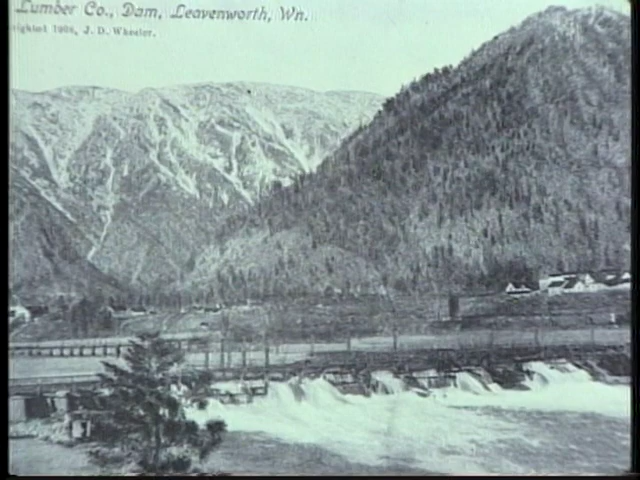 Lumber Co., Dam, Leavenworth, Wn.
1908, J. D. Wheeler.